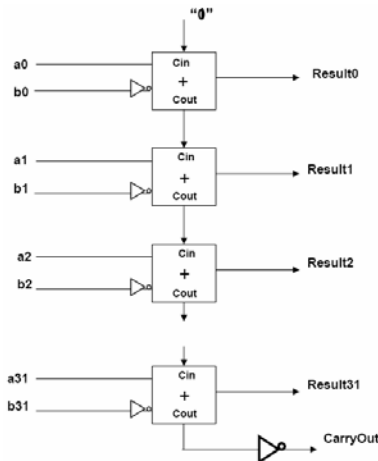 a0
Cin
Result0
b0
+
Cout
a1
Cin
Result1
b1
+
Cout
a2
Cin
Result2
b2
+
Cout
a31
Cin
Result31
b31
+
Cout
CarryOut